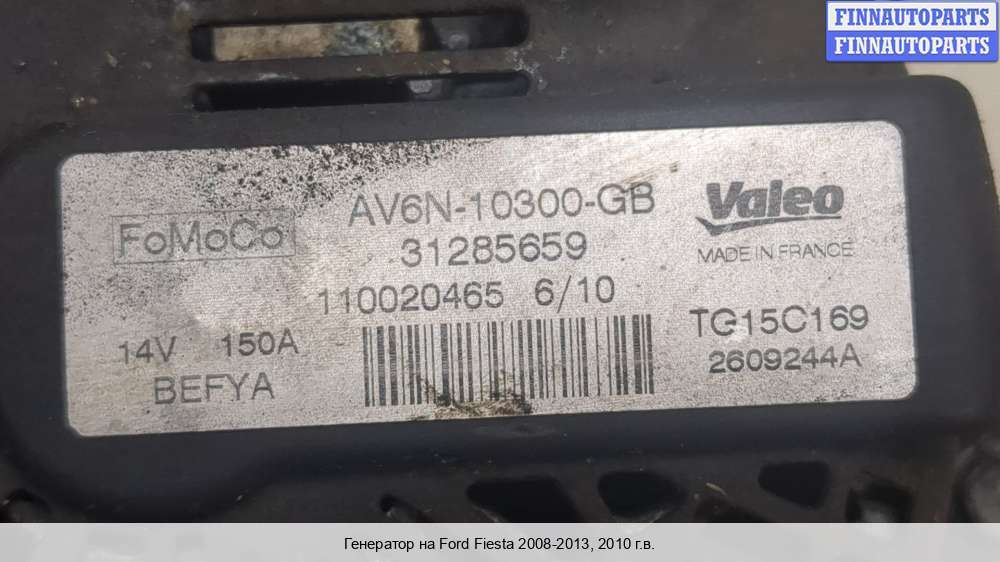 FINNAUTOPARTS
FINNAUTOPARTS
FoMoCo
AV6N-10300-GB
31285659
110020465 6/10
14V 150A
BEFYA
Valeo
MADE IN FRANCE
TG15C169
2609244A
Генератор на Ford Fiesta 2008-2013, 2010 г.в.